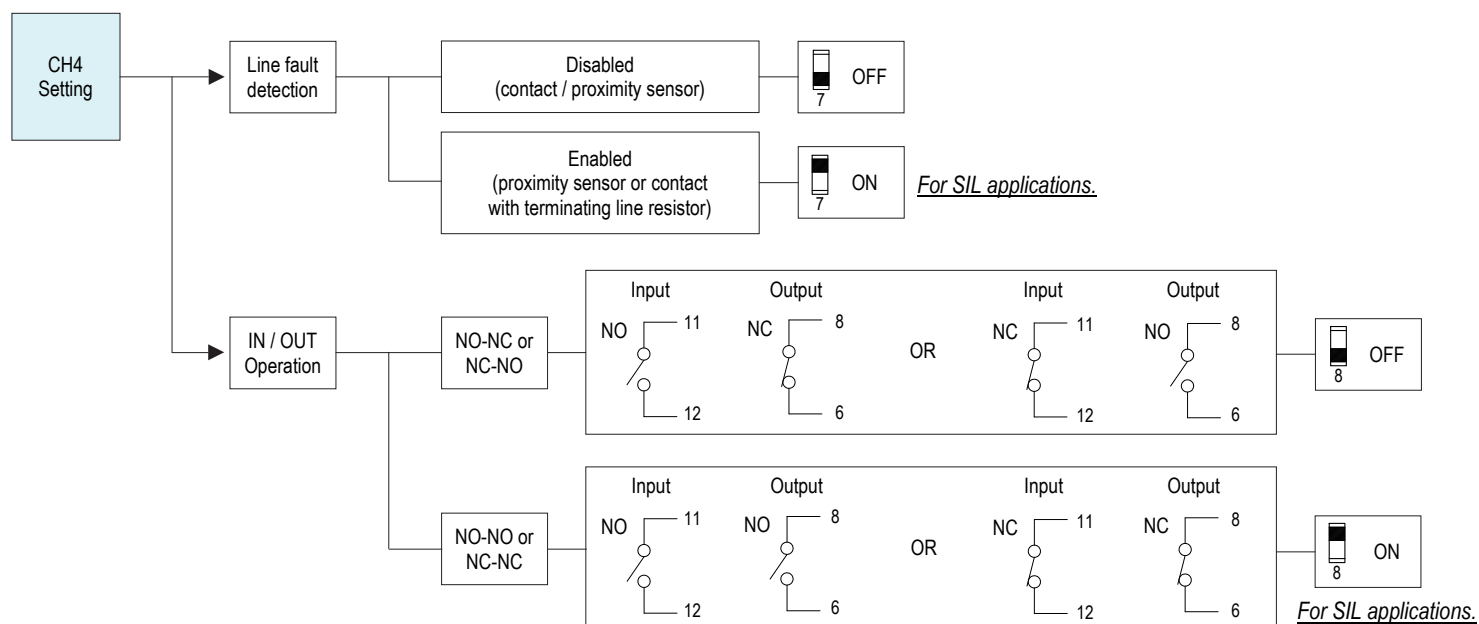 CH4
Setting
Line fault
detection
Disabled
(contact / proximity sensor)
7
OFF
Enabled
(proximity sensor or contact
with terminating line resistor)
7
ON
For SIL applications.
IN / OUT
Operation
NO-NC or
NC-NO
Input
Output
Input
Output
NO
11
12
NC
8
6
OR
NC
11
12
NO
8
6
8
OFF
NO-NO or
NC-NC
Input
Output
Input
Output
NO
11
12
NO
8
6
OR
NC
11
12
NC
8
6
8
ON
For SIL applications.